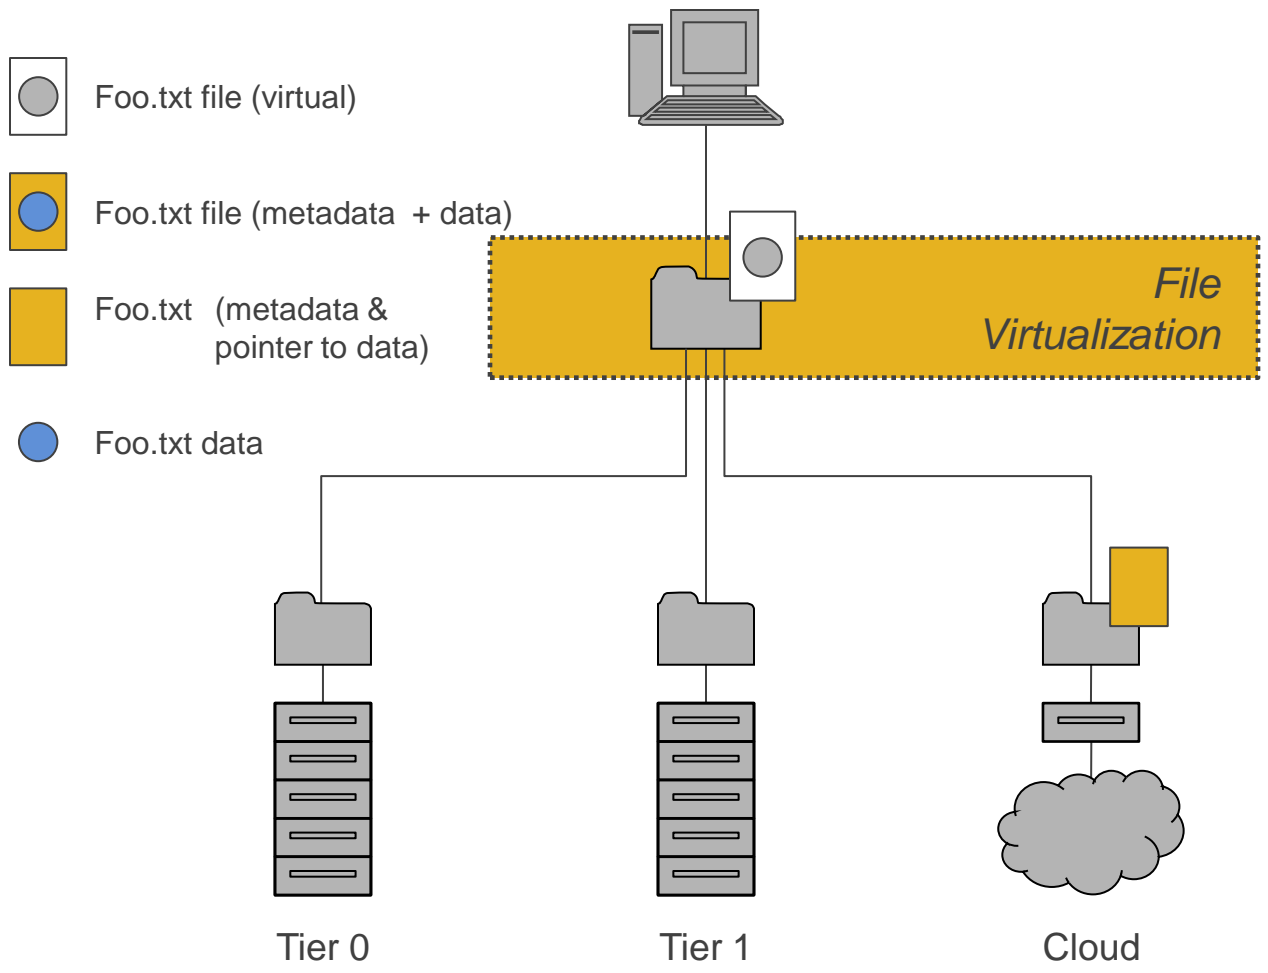 Foo.txt file (virtual)
Foo.txt file (metadata + data)
Foo.txt (metadata &
pointer to data)
Foo.txt data
File
Virtualization
Tier 0
Tier 1
Cloud